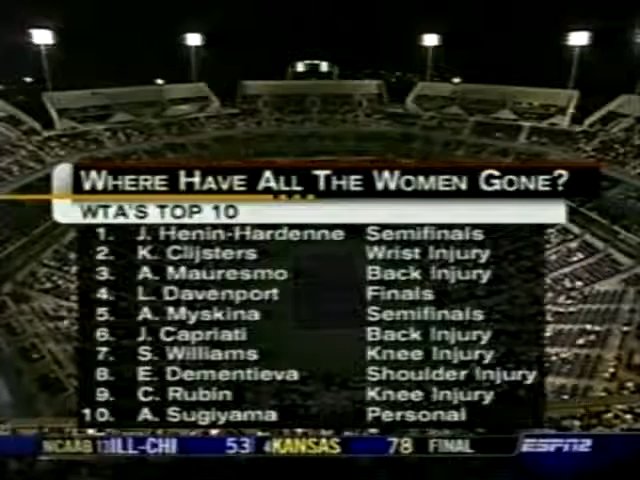 WHERE HAVE ALL THE WOMEN GONE?
WTA'S TOP 10
1. J. Henin-Hardenne Semifinals
2. K. Clijsters Wrist Injury
3. A. Mauresmo Back Injury
4. L. Davenport Finals
5. A. Myskina Semifinals
6. J. Capriati Back Injury
7. S. Williams Knee Injury
8. E. Dementieva Shoulder Injury
9. C. Rubin Knee Injury
10. A. Sugiyama Personal
NCAAB ILL-CHI 53 4 KANSAS 78 FINAL ESPN2